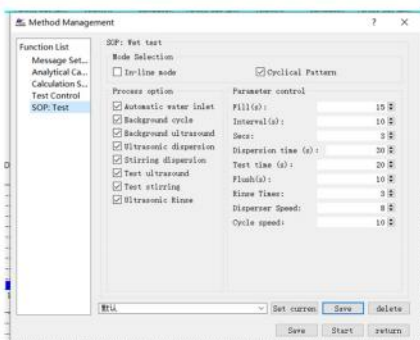 Method Management
? ×
Function List
Message Set...
Analytical Ca...
Calculation S...
Test Control
SOP: Test
SOP: Wet test
Mode Selection
In-line mode Cyclical Pattern
Process option
Automatic water inlet
Background cycle
Background ultrasound
Ultrasonic dispersion
Stirring dispersion
Test ultrasound
Test stirring
Ultrasonic Rinse
Parameter control
Fill(s): 15
Interval(s): 10
Secs: 3
Dispersion time (s): 30
Test time (s): 20
Flush(s): 10
Rinse Times: 3
Disperser Speed: 8
Cycle speed: 10
默认 Set curren Save delete
Save Start return